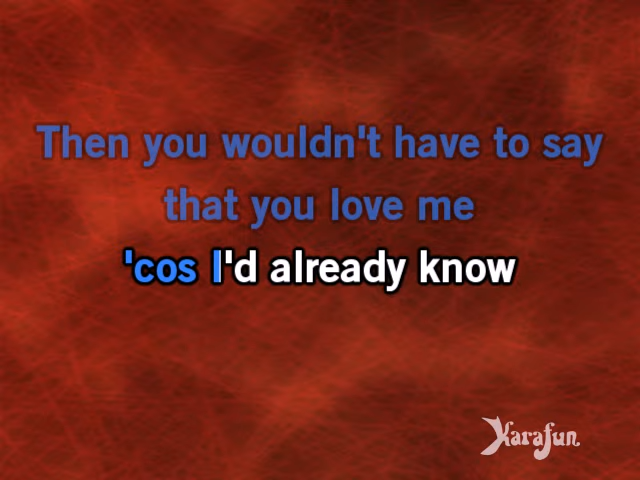 Then you wouldn't have to say
that you love me
'cos I'd already know
Karafun